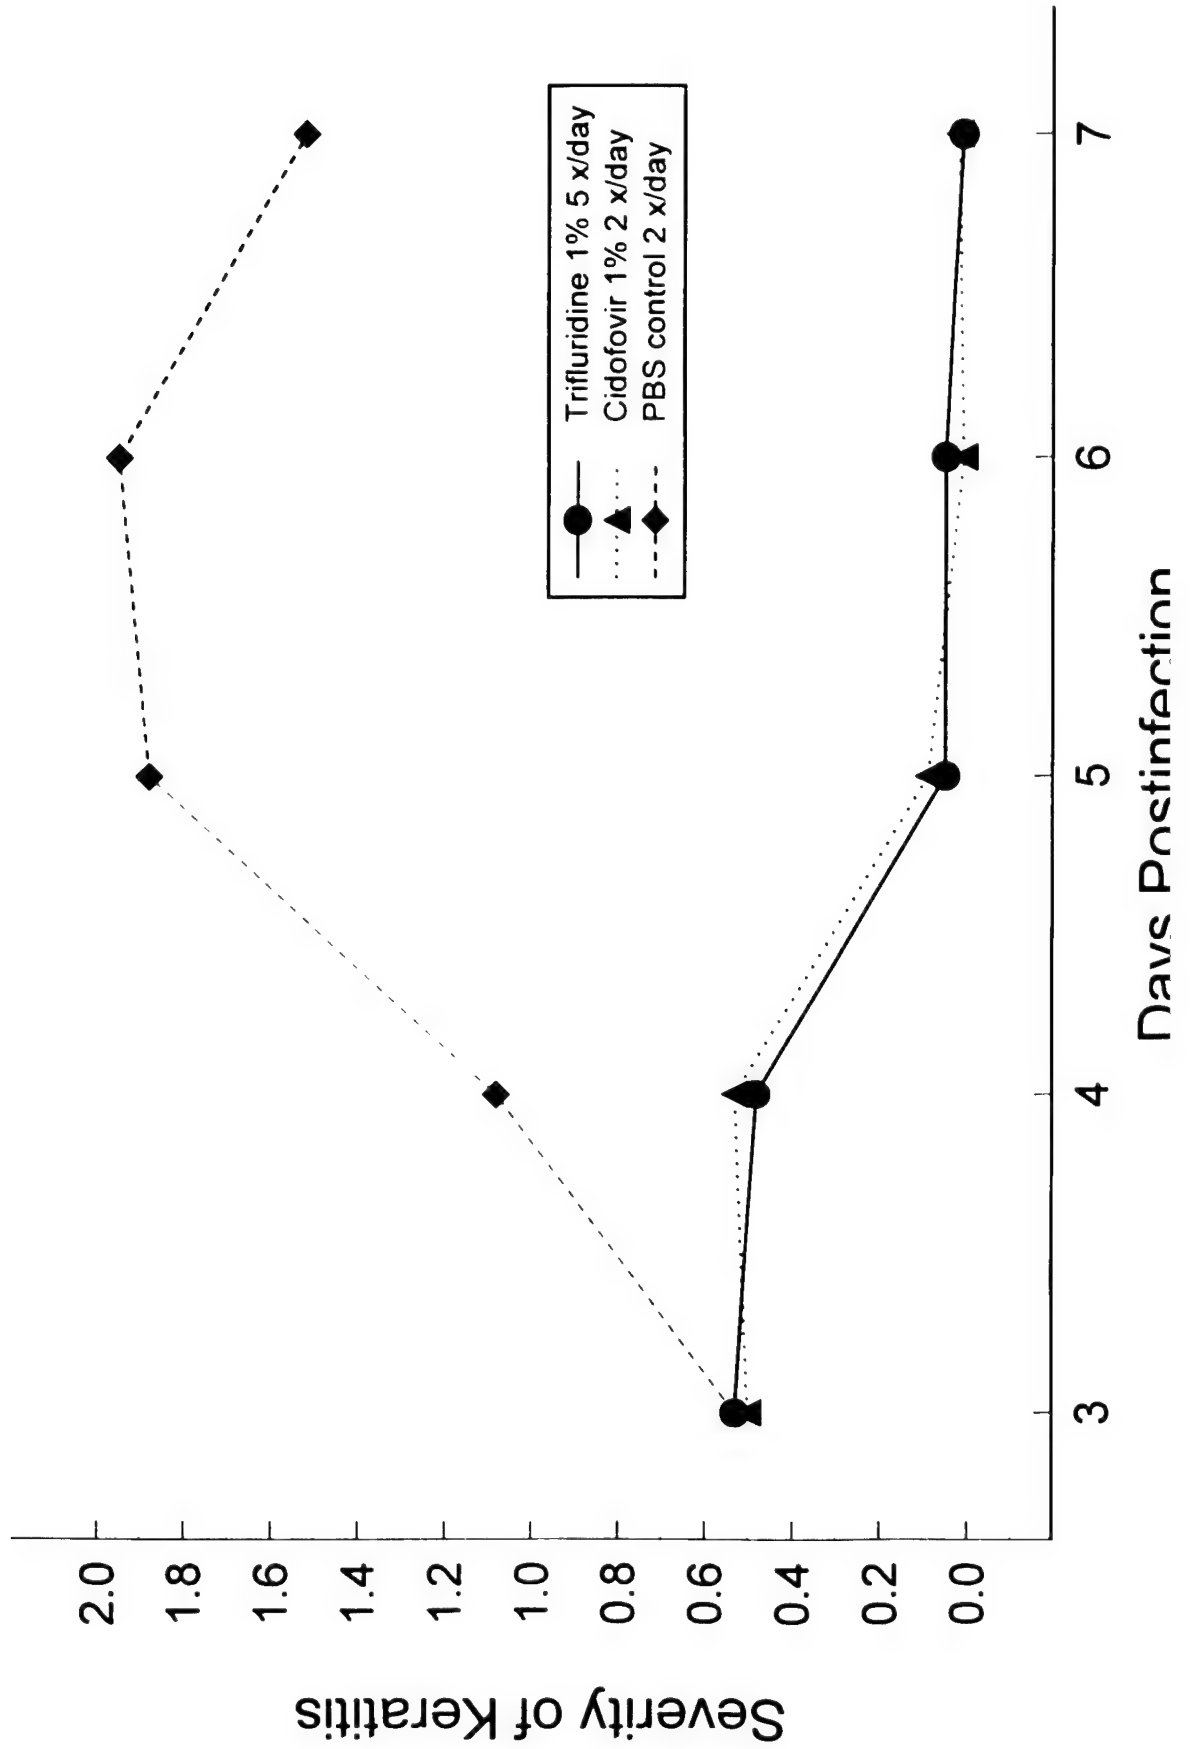 Severity of Keratitis
2.0
1.8
1.6
1.4
1.2
1.0
0.8
0.6
0.4
0.2
0.0
Trifluridine 1% 5 x/day
Cidofovir 1% 2 x/day
PBS control 2 x/day
3 4 5 6 7
Days Postinfection